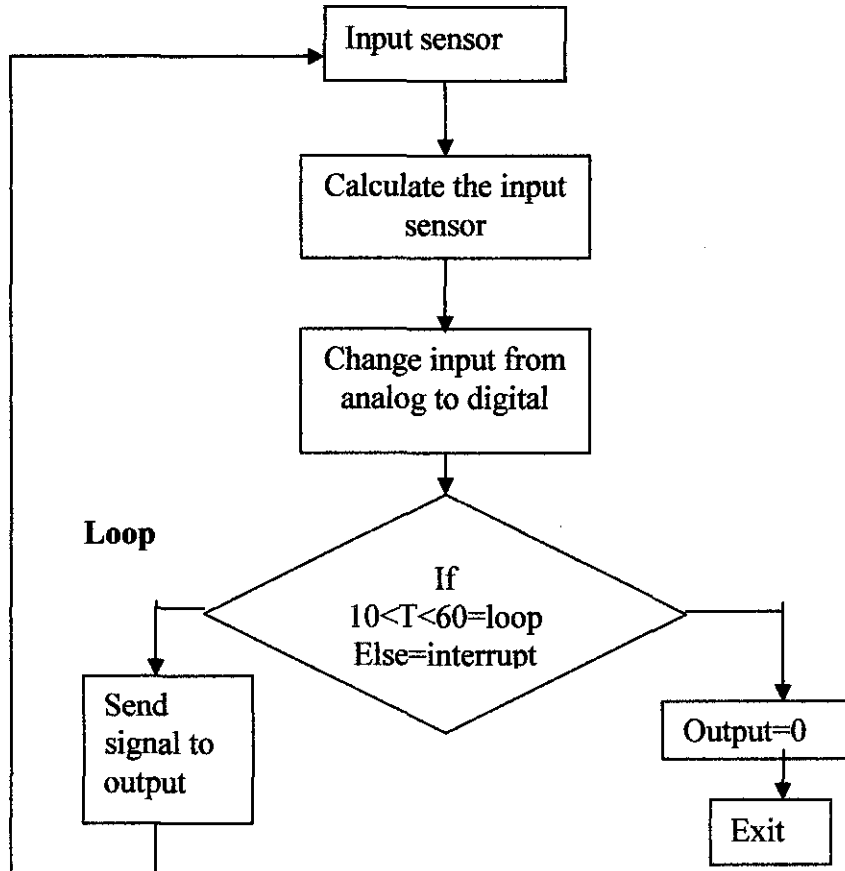 Input sensor
Calculate the input
sensor
Change input from
analog to digital
Loop
If
10<T<60=loop
Else=interrupt
Send
signal to
output
Output=0
Exit